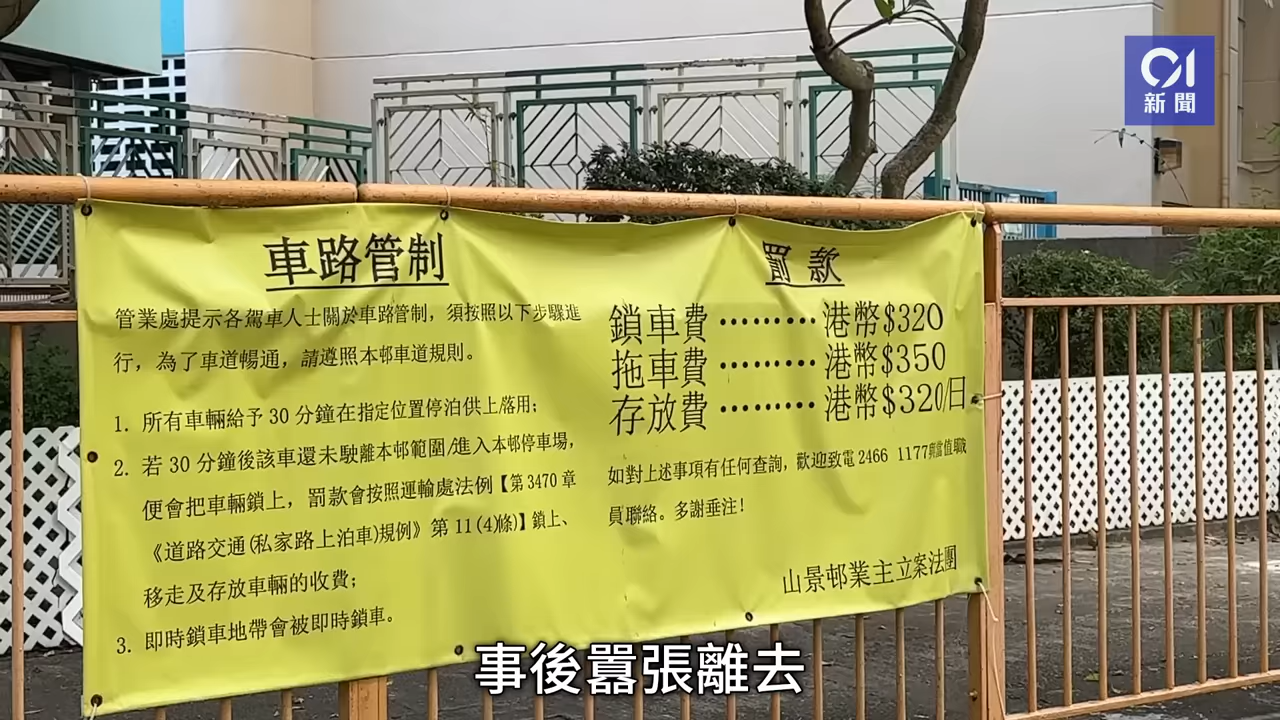 01
新聞
車路管制
管業處提示各駕車人士關於車路管制，須按照以下步驟進
行，為了車道暢通，請遵照本邨車道規則。
1. 所有車輛給予 30 分鐘在指定位置停泊供上落用；
2. 若 30 分鐘後該車還未駛離本邨範圍/進入本邨停車場，
便會把車輛鎖上，罰款會按照運輸處法例【第 3470 章
《道路交通(私家路上泊車)規例》第 11(4)條)】鎖上、
移走及存放車輛的收費；
3. 即時鎖車地帶會被即時鎖車。
罰款
鎖車費 ········· 港幣$320
拖車費 ········· 港幣$350
存放費 ········· 港幣$320/日
如對上述事項有任何查詢，歡迎致電 2466 1177 當值職
員聯絡。多謝垂注！
山景邨業主立案法團
事後囂張離去